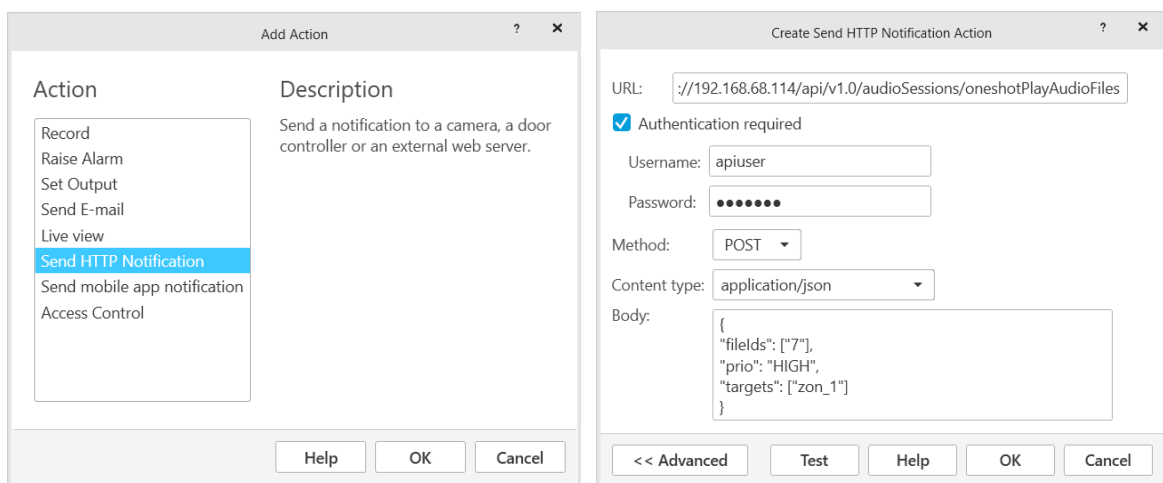 Add Action
?
Action
Description
Record
Raise Alarm
Set Output
Send E-mail
Live view
Send HTTP Notification
Send mobile app notification
Access Control
Send a notification to a camera, a door
controller or an external web server.
Help
OK
Cancel
Create Send HTTP Notification Action
?
URL: ://192.168.68.114/api/v1.0/audioSessions/oneshotPlayAudioFiles
Authentication required
Username: apiuser
Password: ●●●●●●●
Method: POST
Content type: application/json
Body:
{
"fileIds": ["7"],
"prio": "HIGH",
"targets": ["zon_1"]
}
<< Advanced
Test
Help
OK
Cancel